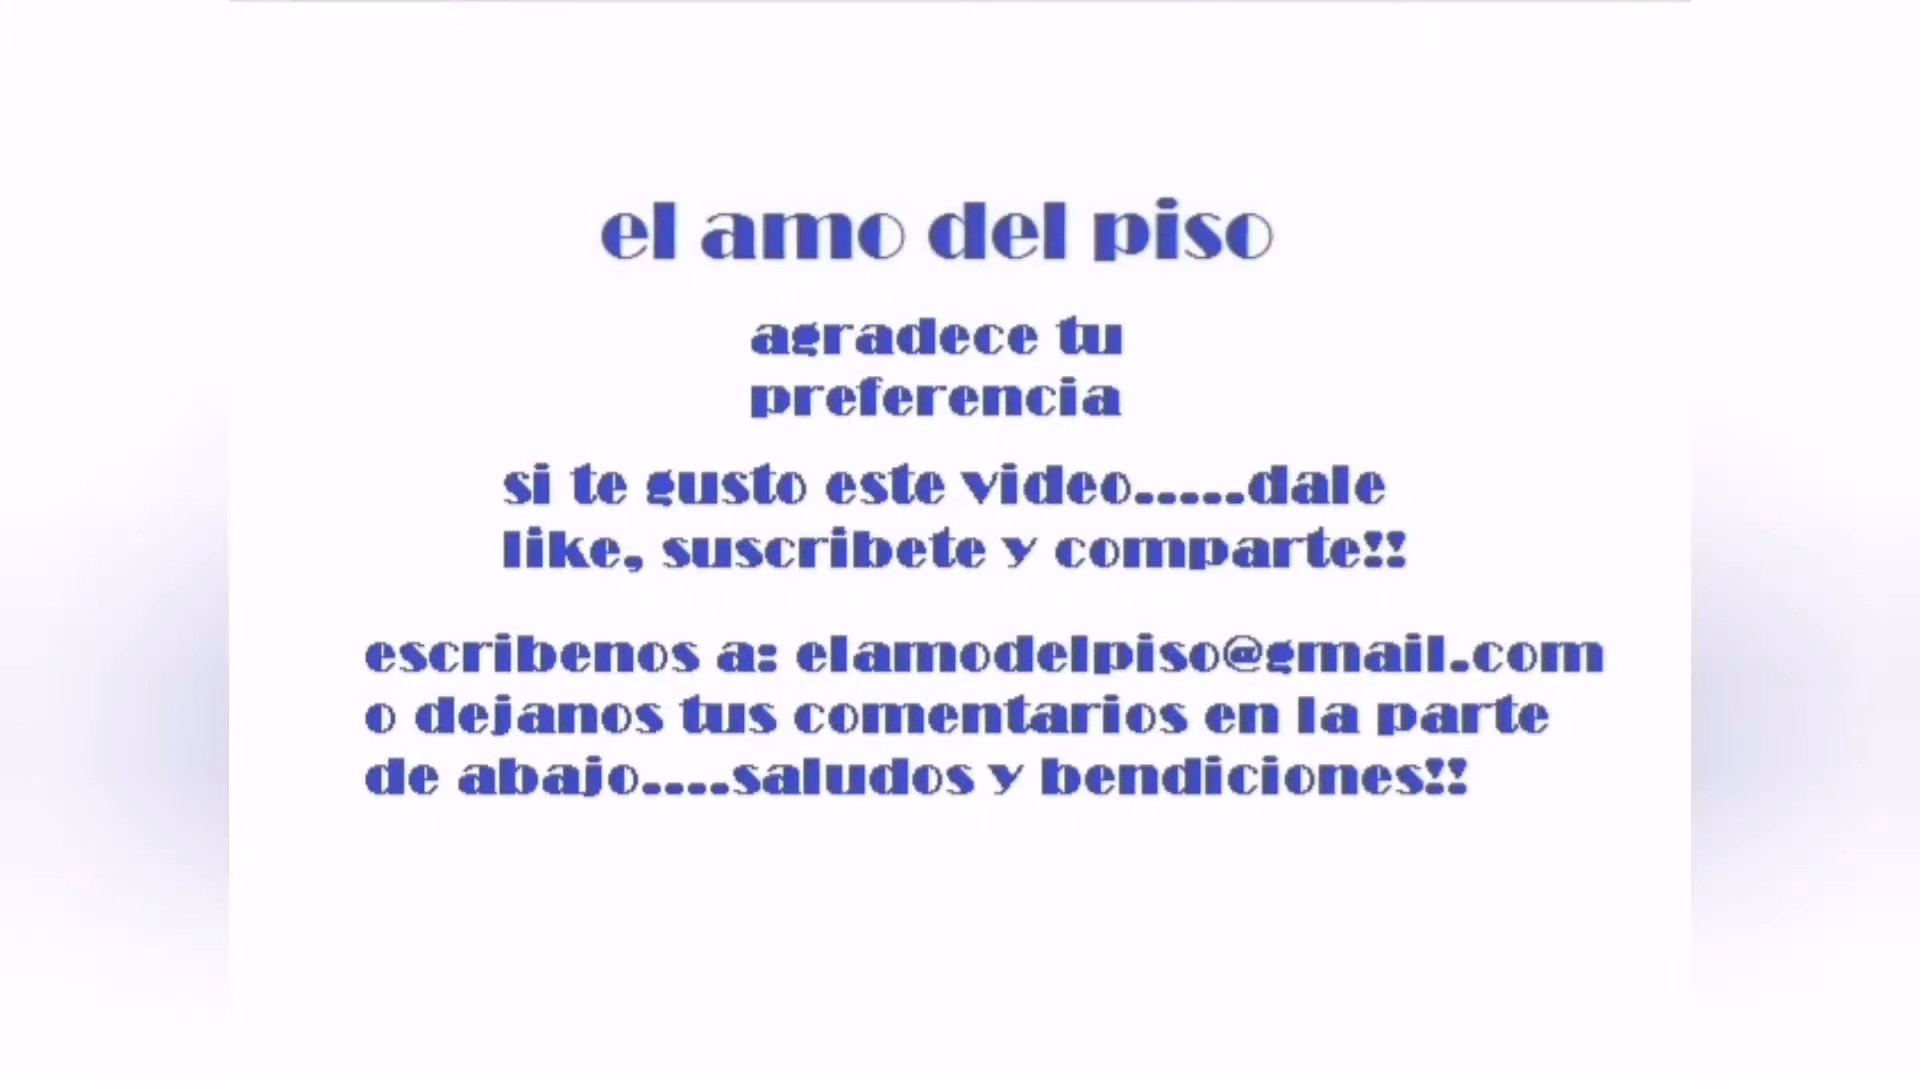 el amo del piso
agradece tu
preferencia
si te gusto este video.....dale
like, suscribete y comparte!!
escribenos a: elamodelpiso@gmail.com
o dejanos tus comentarios en la parte
de abajo....saludos y bendiciones!!